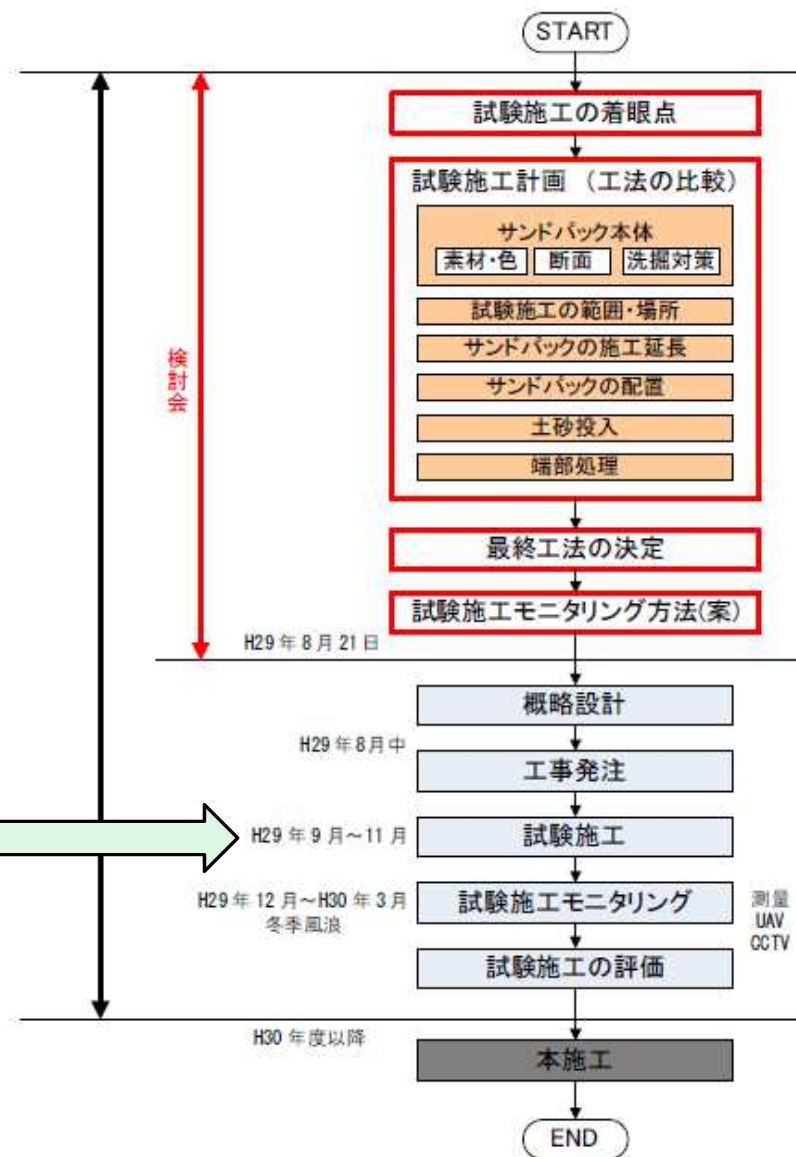 START
試験施工の着眼点
試験施工計画 (工法の比較)
サンドパック本体
素材・色 断面 洗掘対策
試験施工の範囲・場所
サンドパックの施工延長
サンドパックの配置
土砂投入
端部処理
検討会
最終工法の決定
試験施工モニタリング方法(案)
H29年8月21日
概略設計
H29年8月中
工事発注
H29年9月～11月
試験施工
H29年12月～H30年3月
冬季風浪
試験施工モニタリング
測量
UAV
CCTV
試験施工の評価
H30年度以降
本施工
END